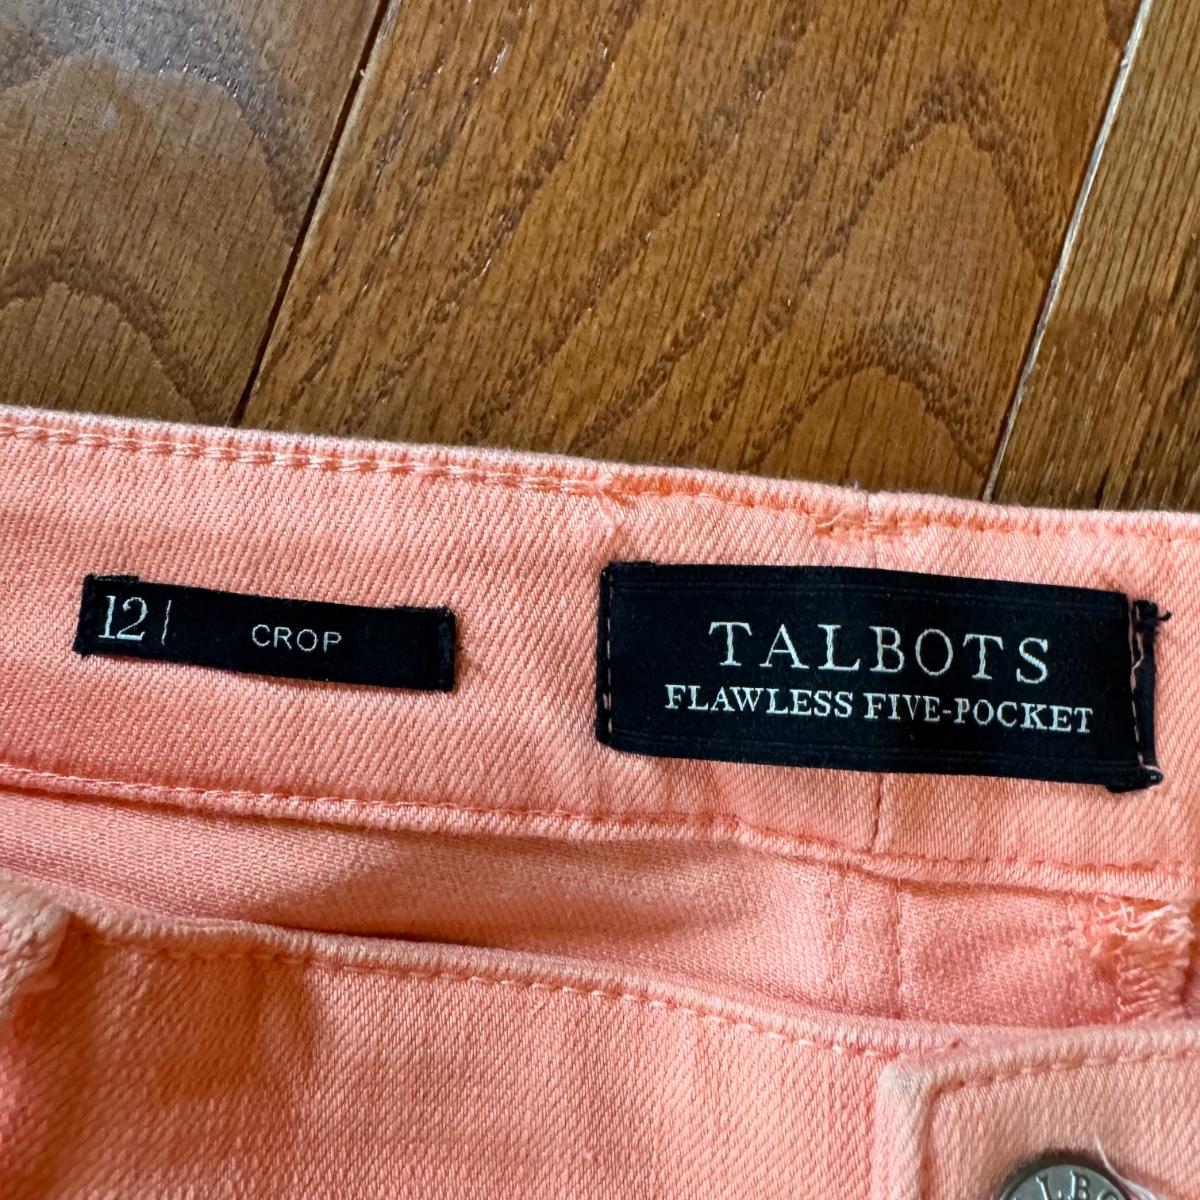 12| CROP
TALBOTS
FLAWLESS FIVE-POCKET